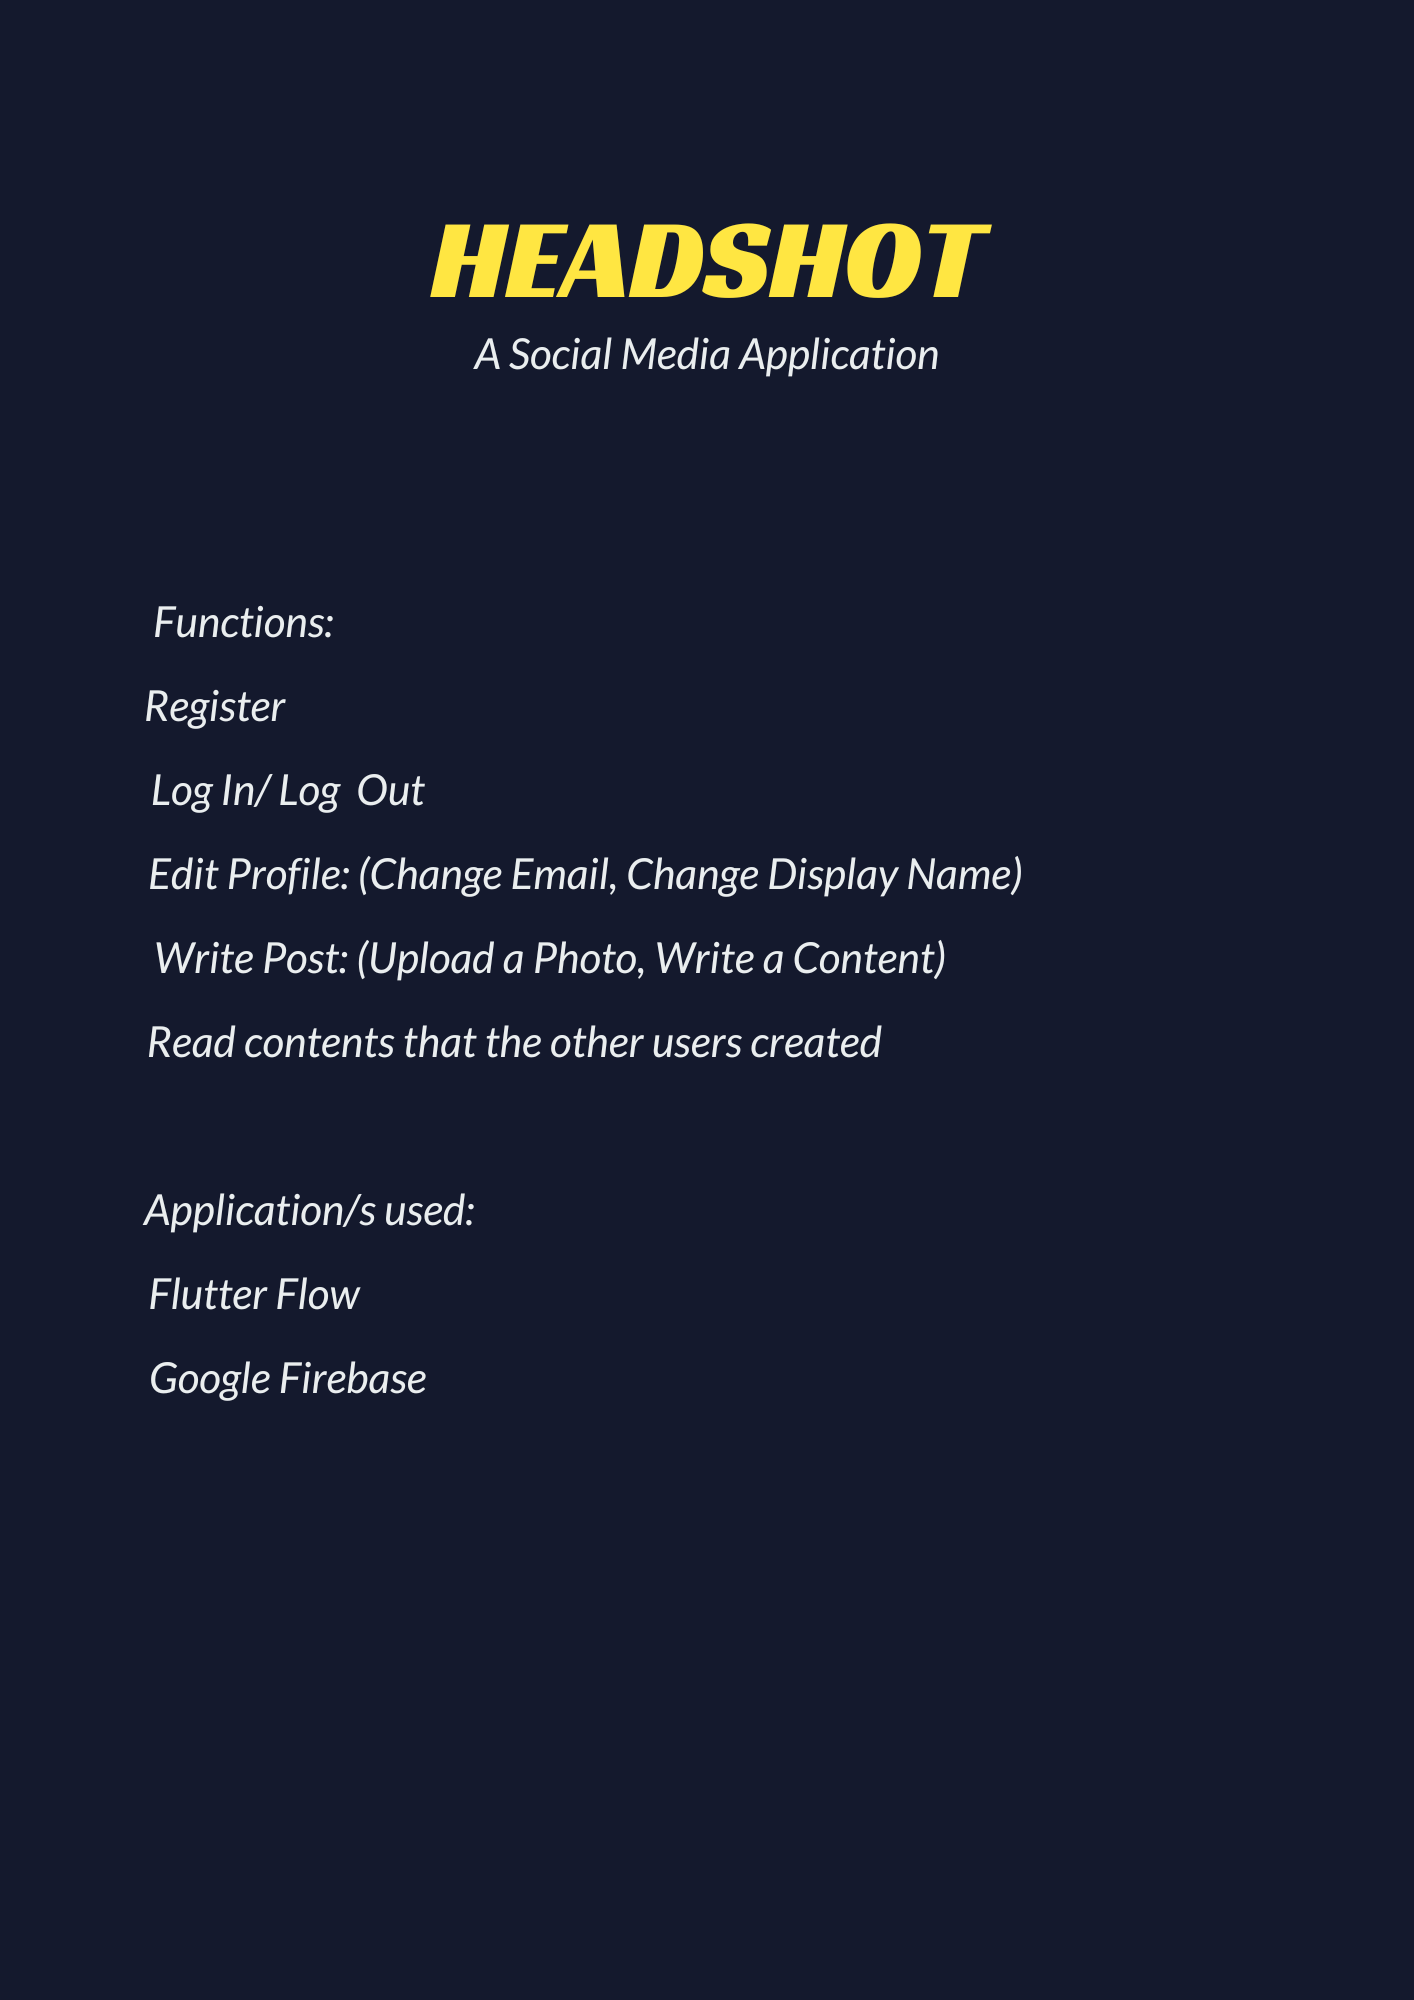 HEADSHOT
A Social Media Application
Functions:
Register
Log In/ Log  Out
Edit Profile: (Change Email, Change Display Name)
Write Post: (Upload a Photo, Write a Content)
Read contents that the other users created
Application/s used:
Flutter Flow
Google Firebase